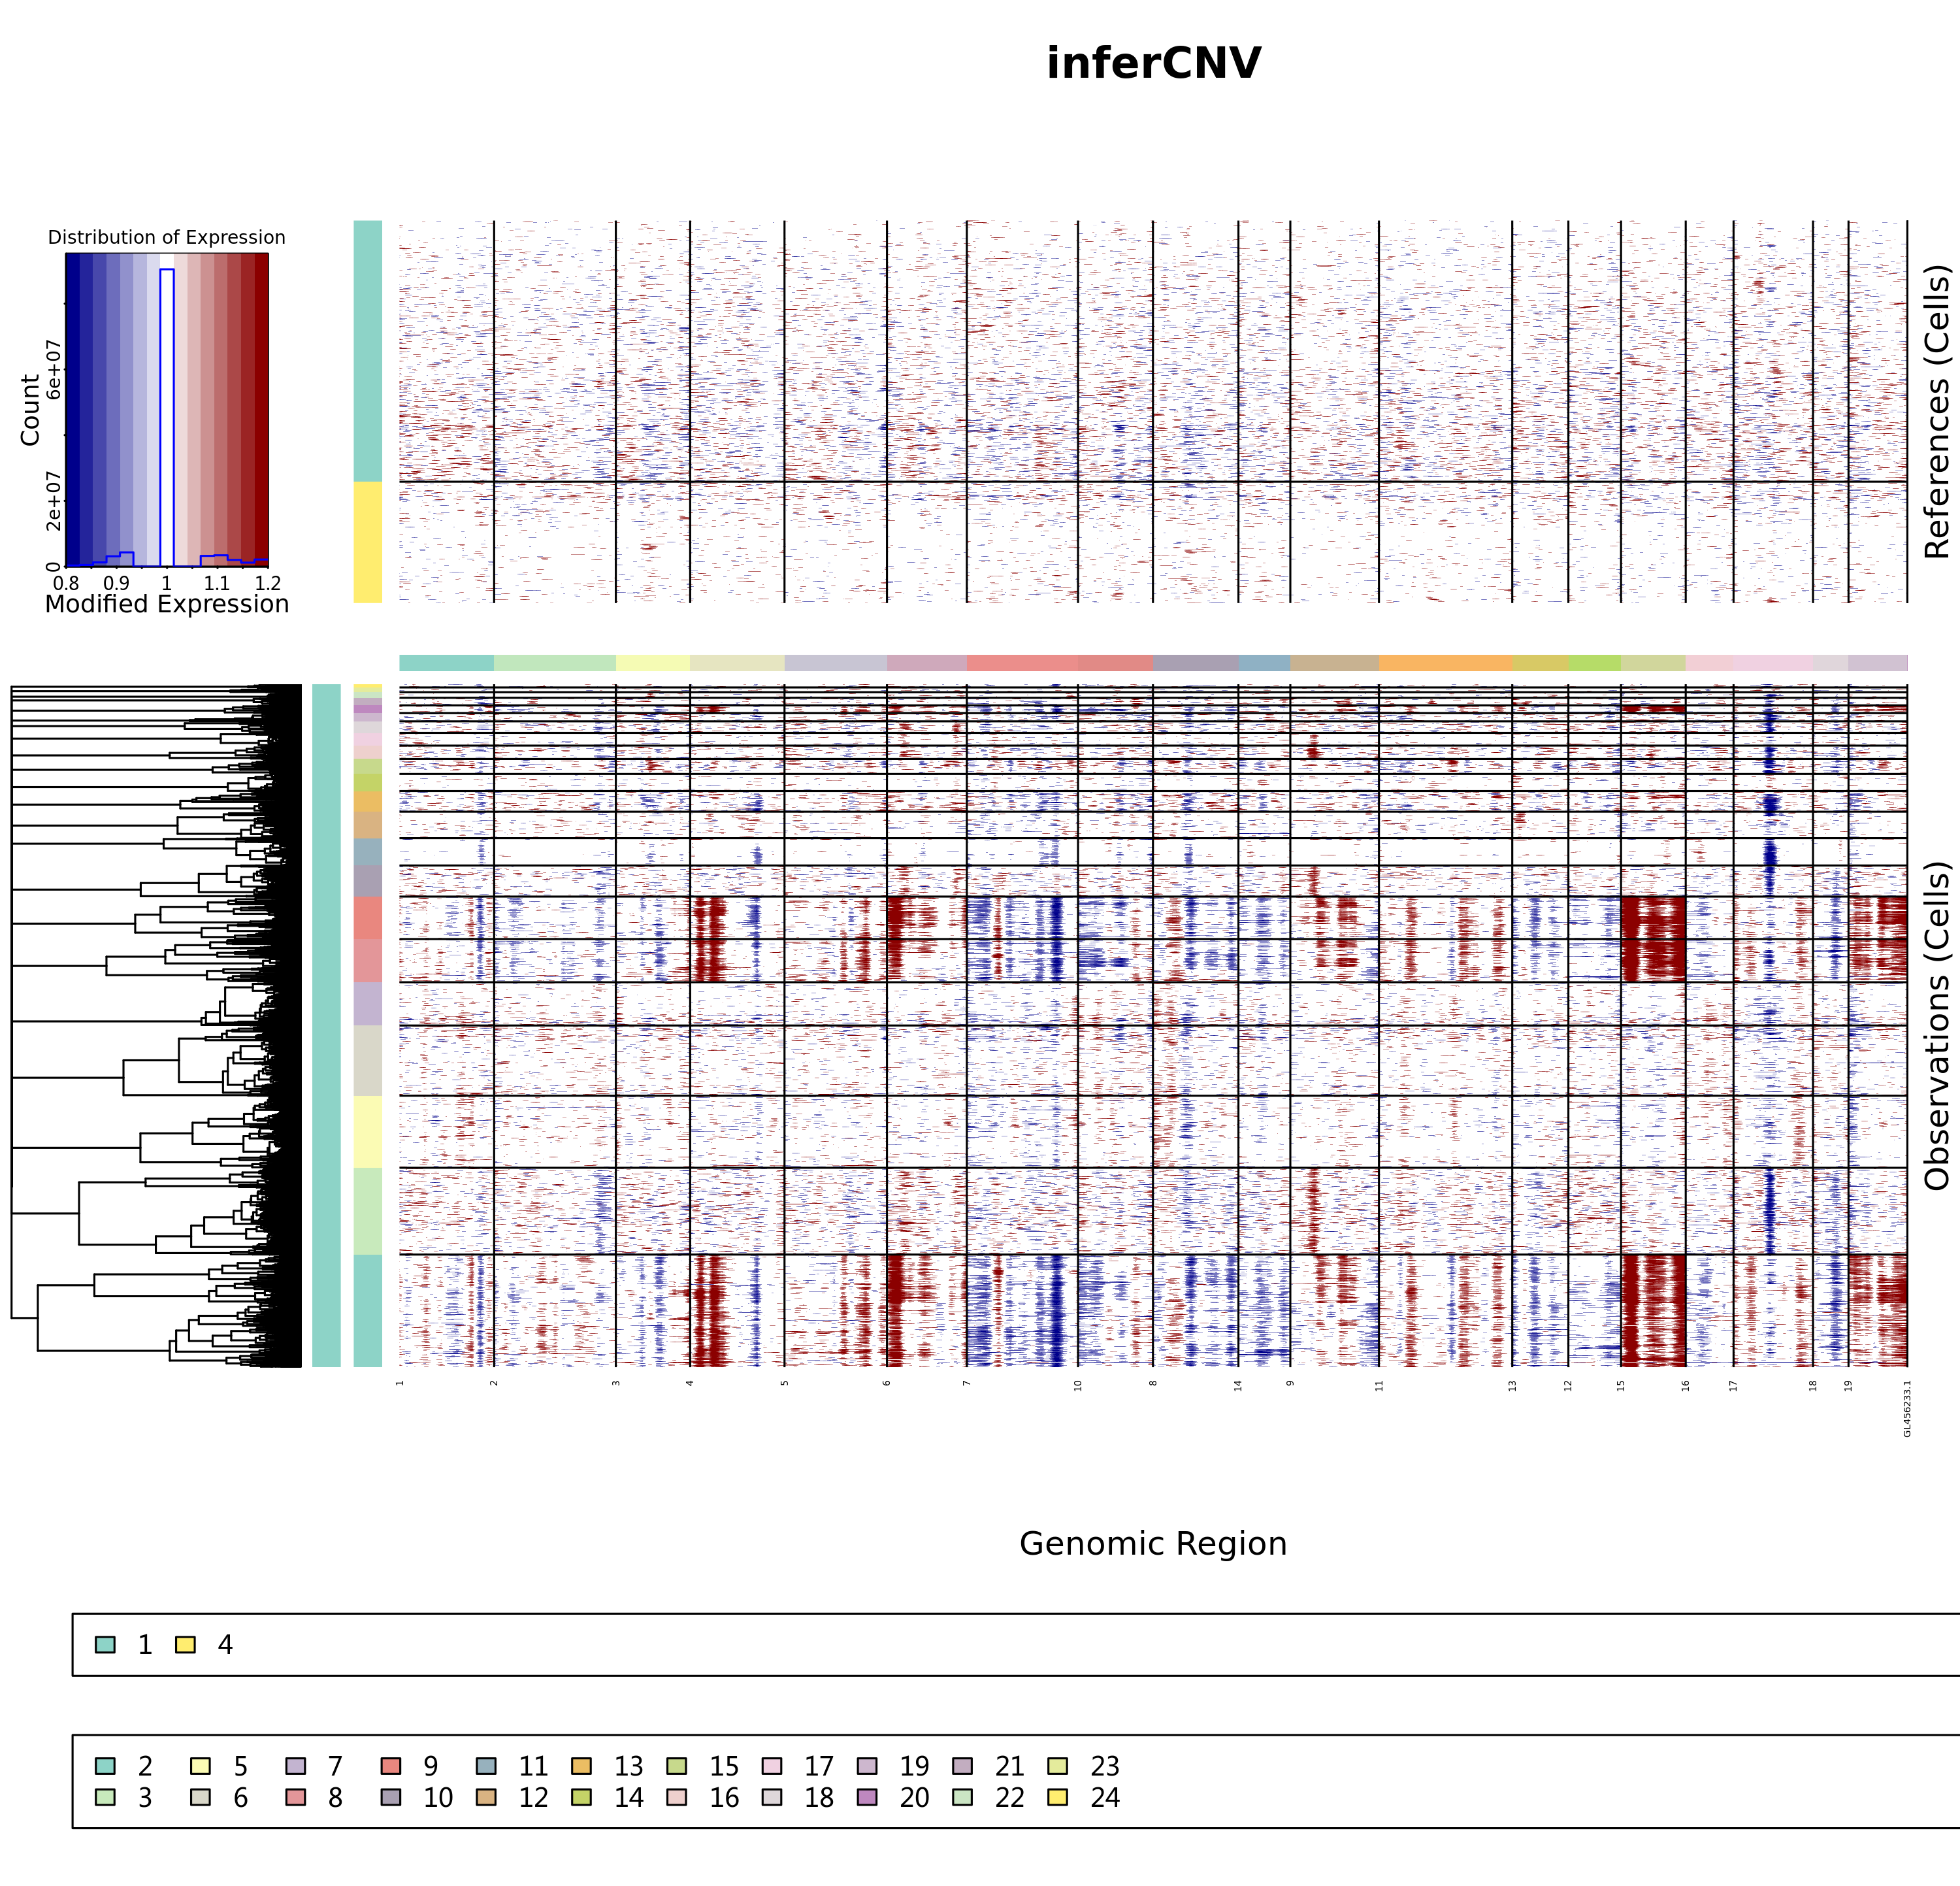 inferCNV
Distribution of Expression
Count
0 2e+07 6e+07
0.8 0.9 1 1.1 1.2
Modified Expression
References (Cells)
Observations (Cells)
1 2 3 4 5 6 7 10 8 14 9 11 13 12 15 16 17 18 19 GL456233.1
Genomic Region
1 4
2 5 7 9 11 13 15 17 19 21 23
3 6 8 10 12 14 16 18 20 22 24